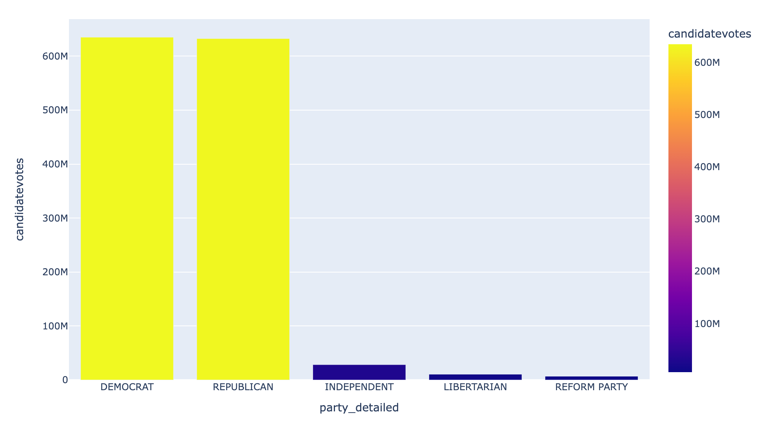 candidatevotes
600M
500M
400M
300M
200M
100M
0
DEMOCRAT
REPUBLICAN
INDEPENDENT
LIBERTARIAN
REFORM PARTY
party_detailed
candidatevotes
600M
500M
400M
300M
200M
100M